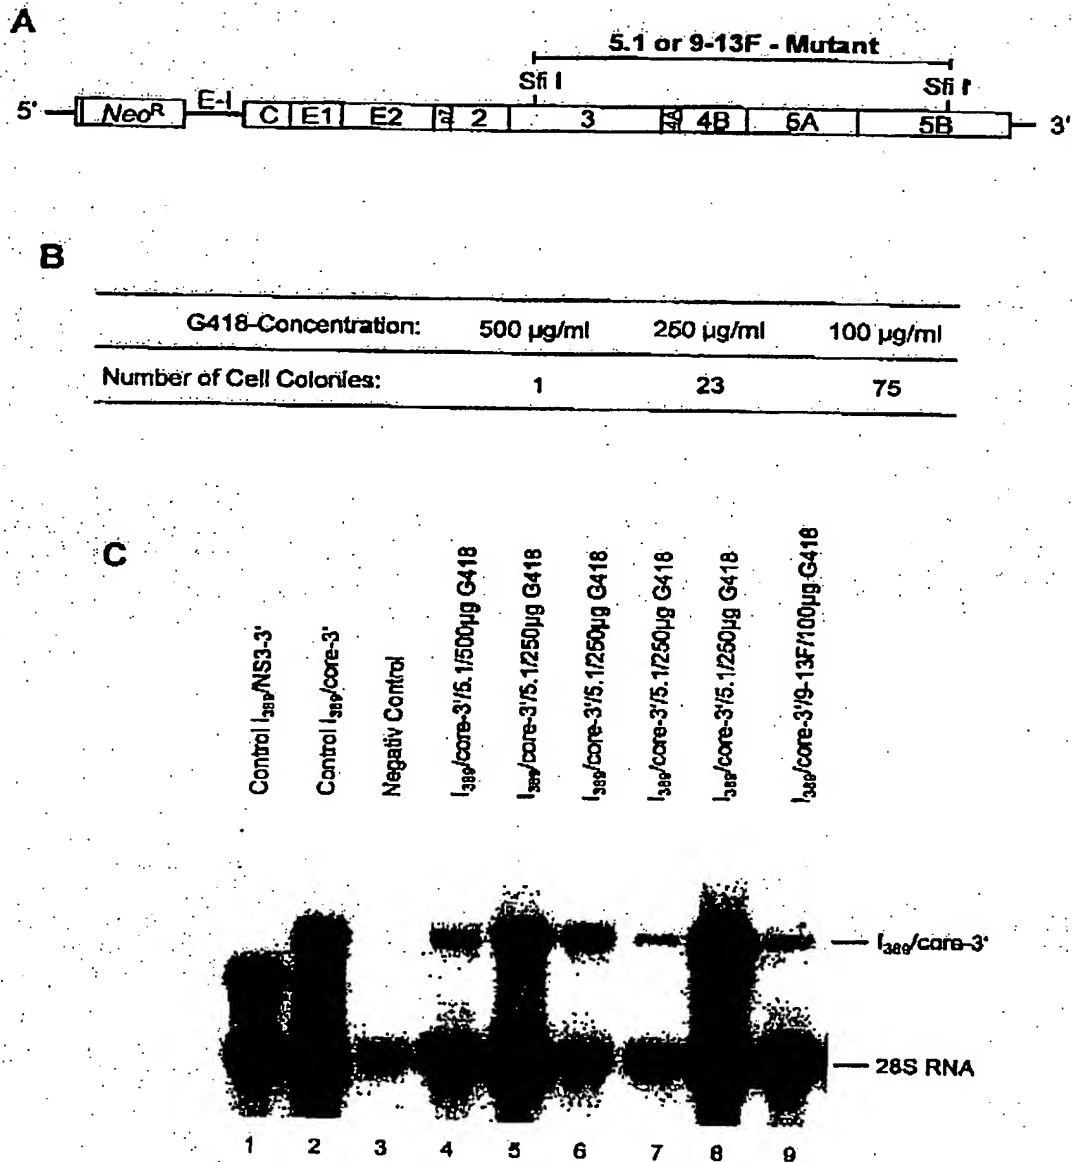 A
5.1 or 9-13F - Mutant
Sfi I
Sfi I
5'
NeoR
E-I
C
E1
E2
p7
2
3
4A
4B
5A
5B
3'
B
G418-Concentration: 500 µg/ml 250 µg/ml 100 µg/ml
Number of Cell Colonies: 1 23 75
C
Control I389/NS3-3'
Control I389/core-3'
Negativ Control
I389/core-3'/5.1/500µg G418
I389/core-3'/5.1/250µg G418
I389/core-3'/5.1/250µg G418
I389/core-3'/5.1/250µg G418
I389/core-3'/5.1/250µg G418
I389/core-3'/9-13F/100µg G418
I389/core-3'
28S RNA
1 2 3 4 5 6 7 8 9